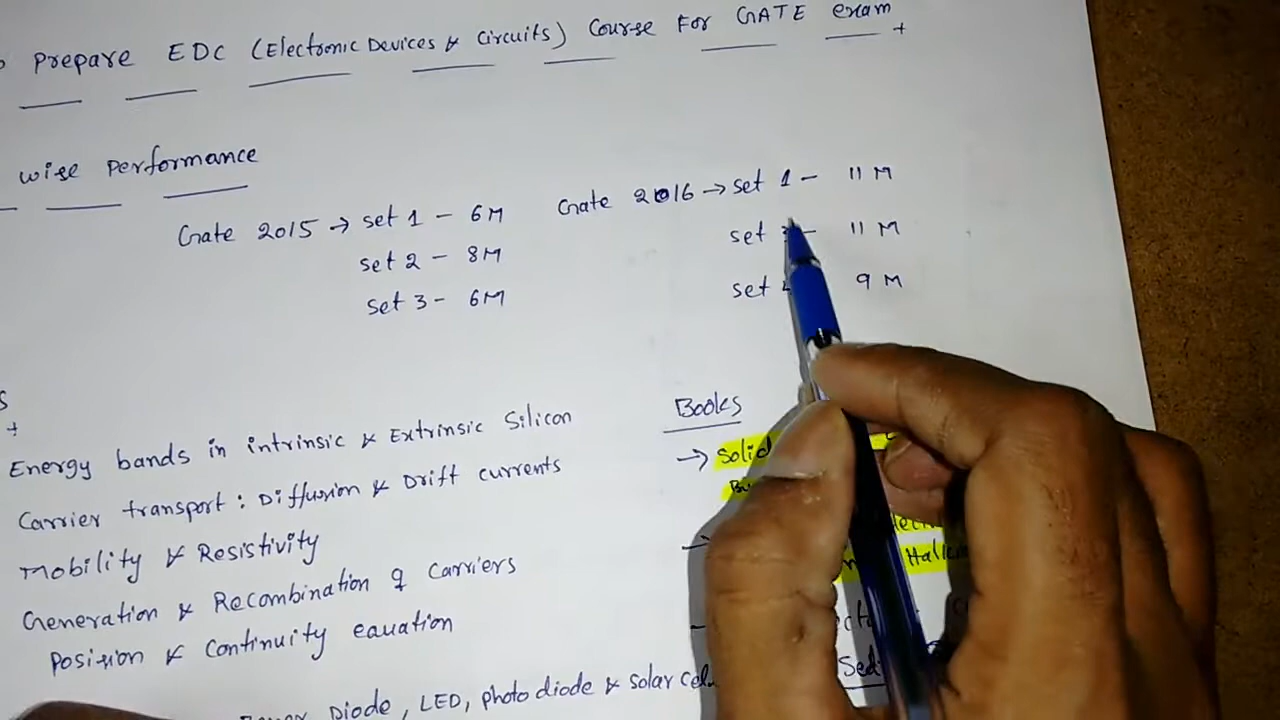 Prepare EDC (Electronic Devices & Circuits) Course For GATE exam
wise Performance
Gate 2015 → set 1 - 6M
set 2 - 8M
set 3 - 6M
Gate 2016 → set 1 - 11 M
set - 11 M
set 9 M
s
Energy bands in intrinsic & Extrinsic Silicon
Carrier transport : Diffusion & Drift currents
Mobility & Resistivity
Generation & Recombination of Carriers
Position & Continuity equation
Diode, LED, photo diode & solar
Books
→ Solid